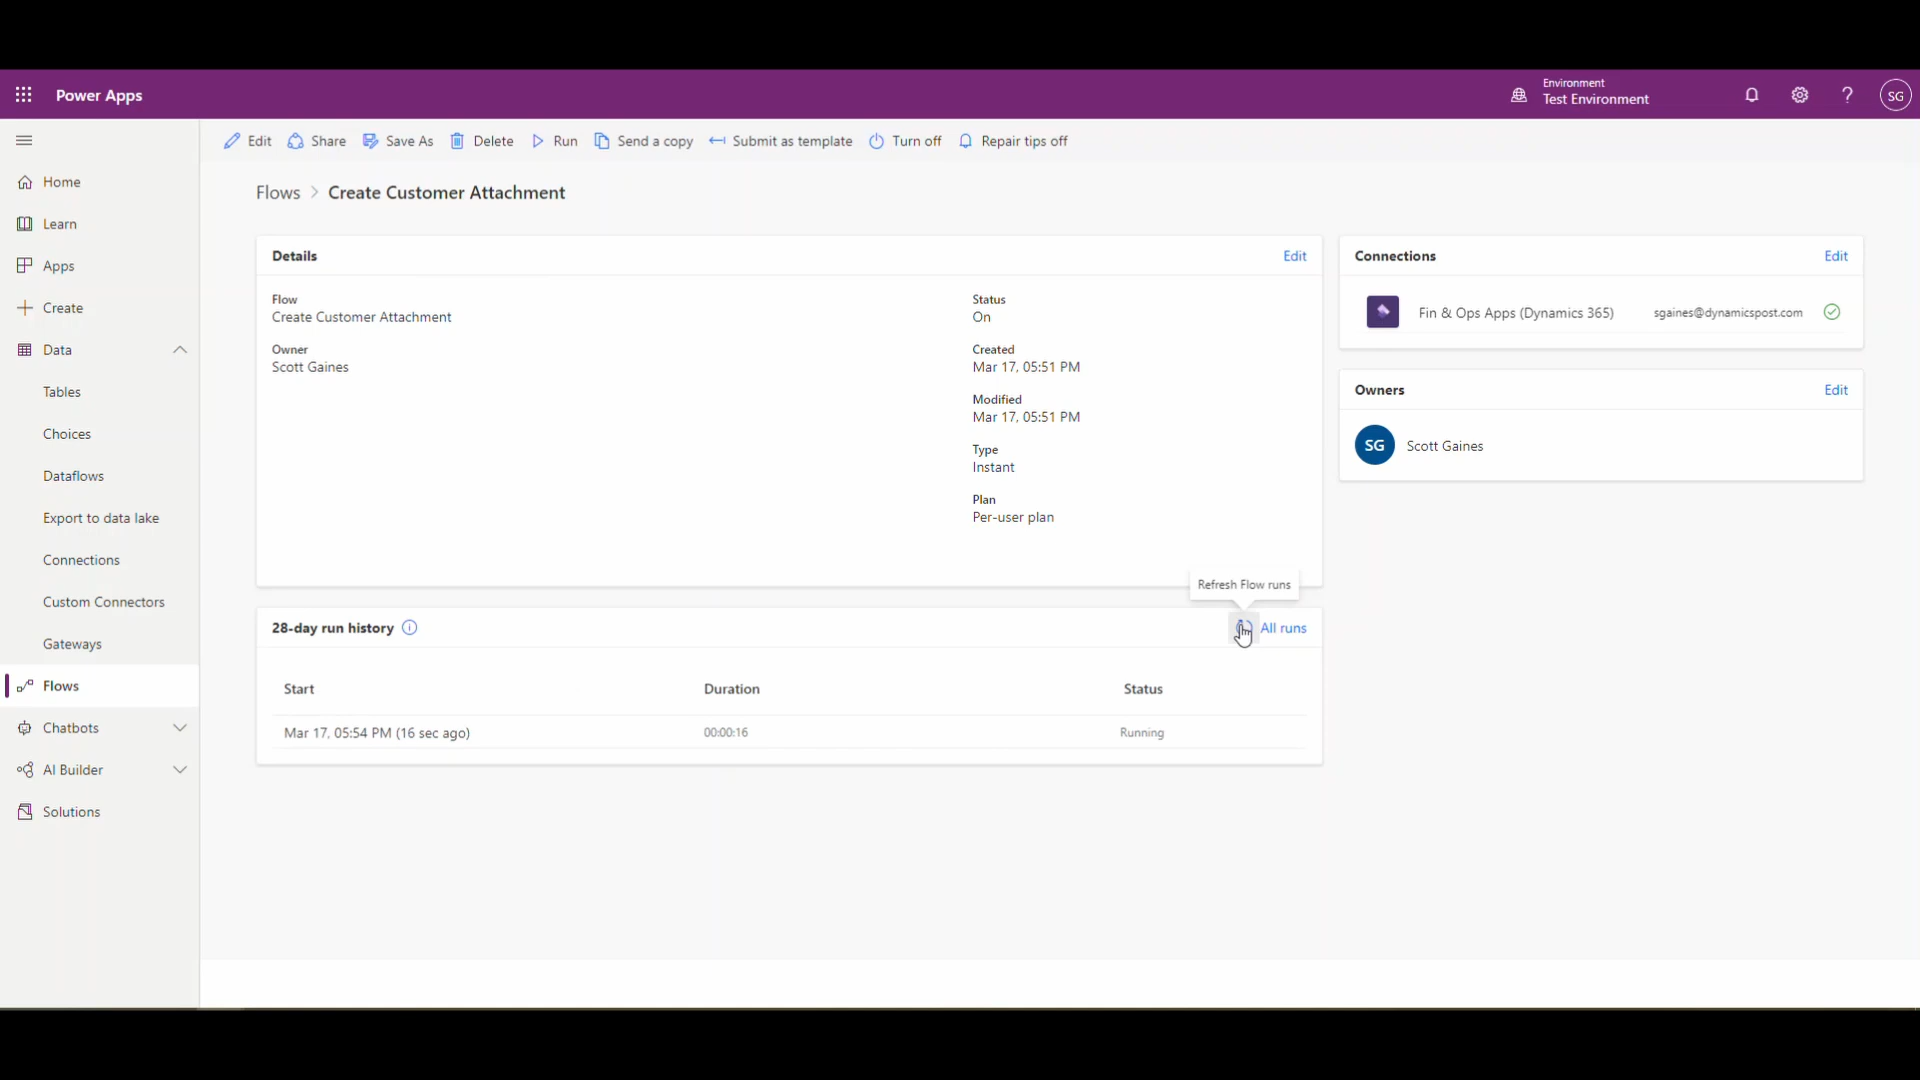 Power Apps
Environment
Test Environment
?
SG
Edit
Share
Save As
Delete
Run
Send a copy
Submit as template
Turn off
Repair tips off
Home
Learn
Apps
Create
Data
Tables
Choices
Dataflows
Export to data lake
Connections
Custom Connectors
Gateways
Flows
Chatbots
AI Builder
Solutions
Flows > Create Customer Attachment
Details
Edit
Flow
Create Customer Attachment
Owner
Scott Gaines
Status
On
Created
Mar 17, 05:51 PM
Modified
Mar 17, 05:51 PM
Type
Instant
Plan
Per-user plan
Connections
Edit
Fin & Ops Apps (Dynamics 365)
sgaines@dynamicspost.com
Owners
Edit
SG
Scott Gaines
Refresh Flow runs
28-day run history
All runs
Start
Duration
Status
Mar 17, 05:54 PM (16 sec ago)
00:00:16
Running